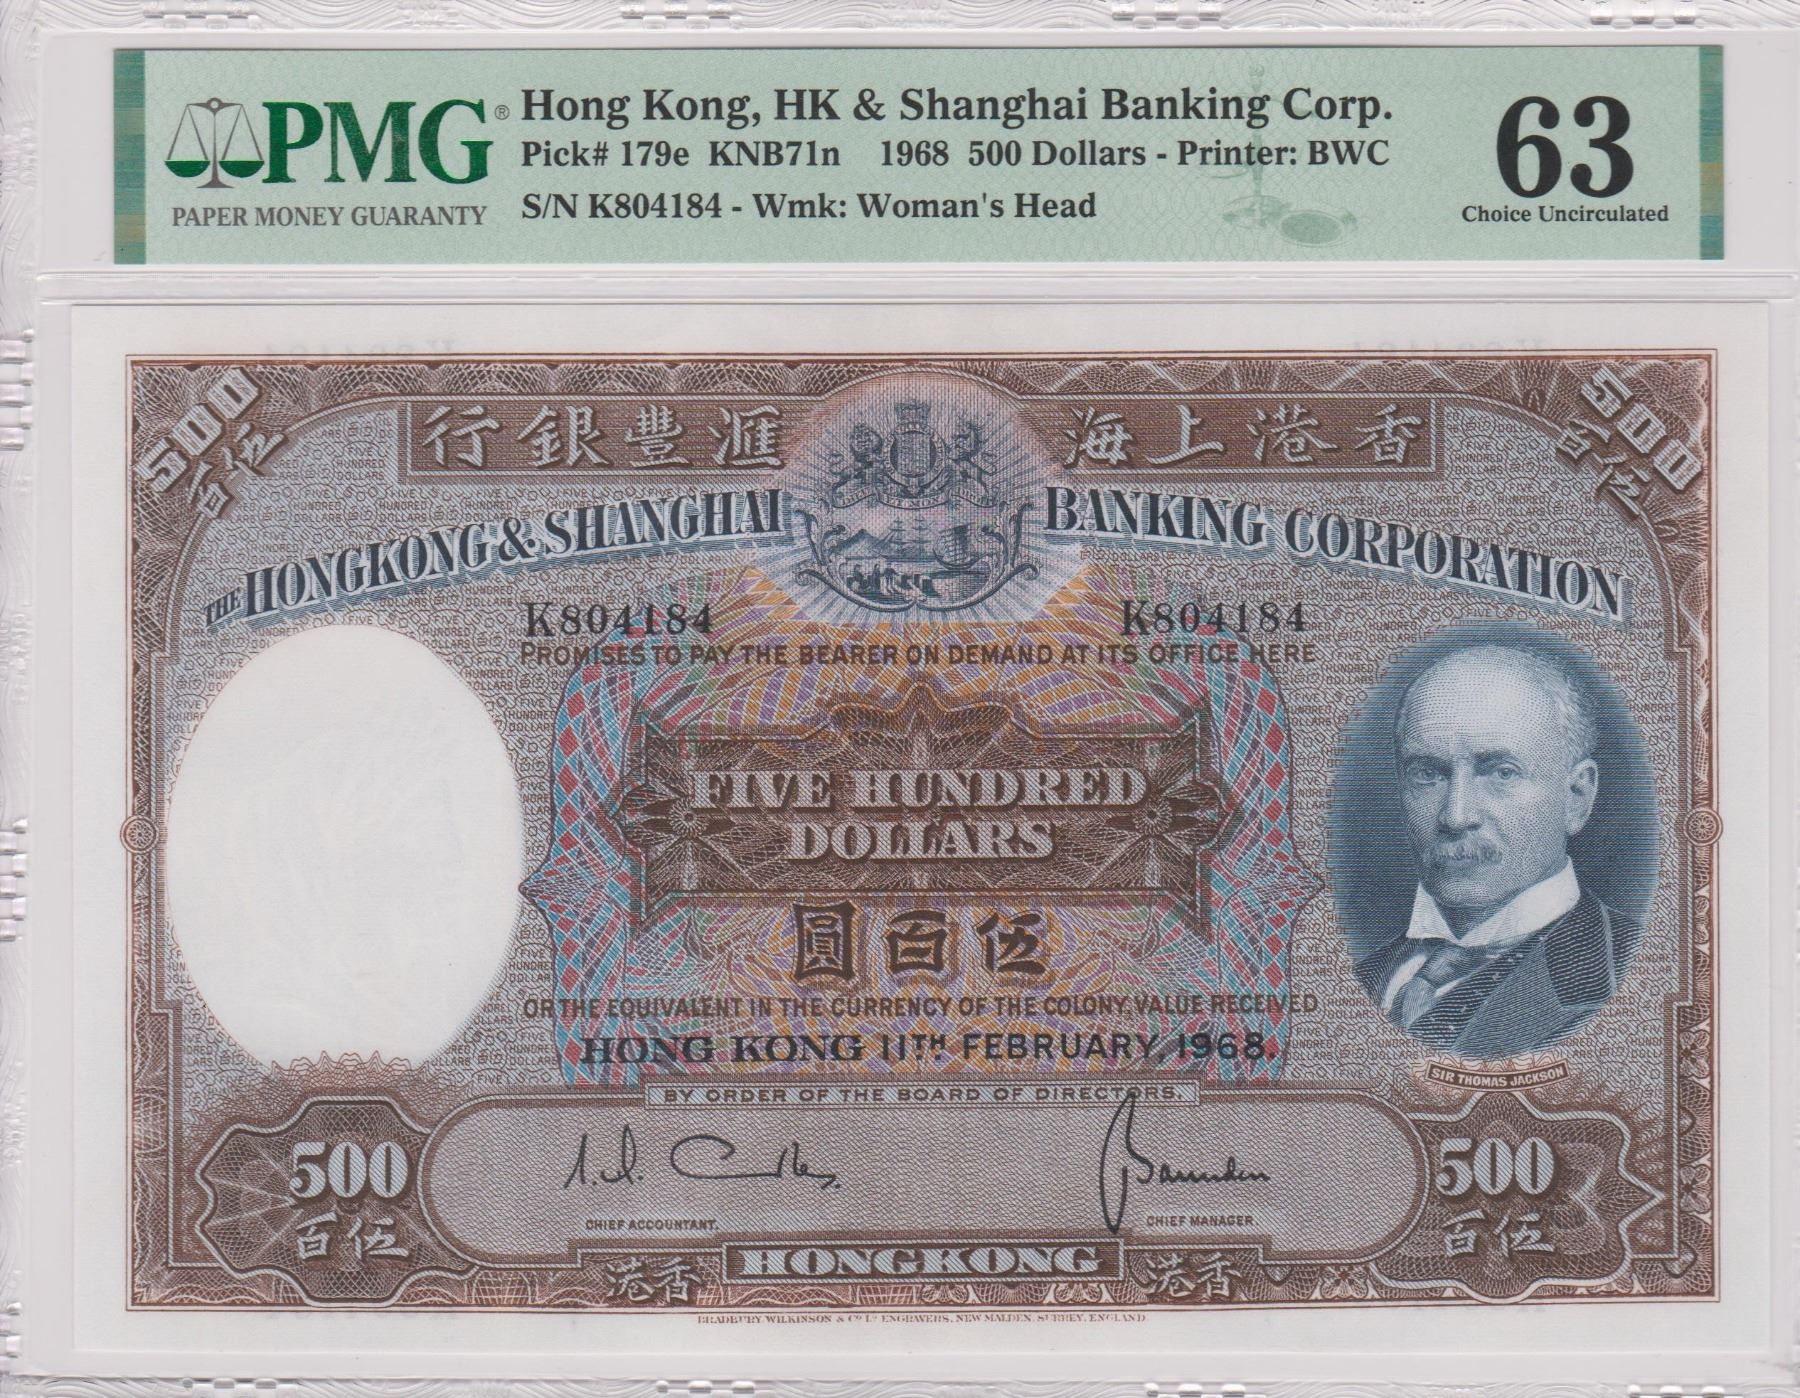 PMG®
PAPER MONEY GUARANTY
Hong Kong, HK & Shanghai Banking Corp.
Pick# 179e KNB71n 1968 500 Dollars - Printer: BWC
S/N K804184 - Wmk: Woman's Head
63
Choice Uncirculated
500
伍百
500
伍百
香港上海滙豐銀行
THE HONGKONG & SHANGHAI BANKING CORPORATION
K804184 K804184
PROMISES TO PAY THE BEARER ON DEMAND AT ITS OFFICE HERE
FIVE HUNDRED
DOLLARS
伍百圓
OR THE EQUIVALENT IN THE CURRENCY OF THE COLONY, VALUE RECEIVED
HONG KONG 11TH FEBRUARY, 1968.
SIR THOMAS JACKSON
BY ORDER OF THE BOARD OF DIRECTORS.
500
伍百
500
伍百
CHIEF ACCOUNTANT.
CHIEF MANAGER.
香港 HONGKONG 香港
BRADBURY, WILKINSON & Co. Ld. ENGRAVERS, NEW MALDEN, SURREY, ENGLAND